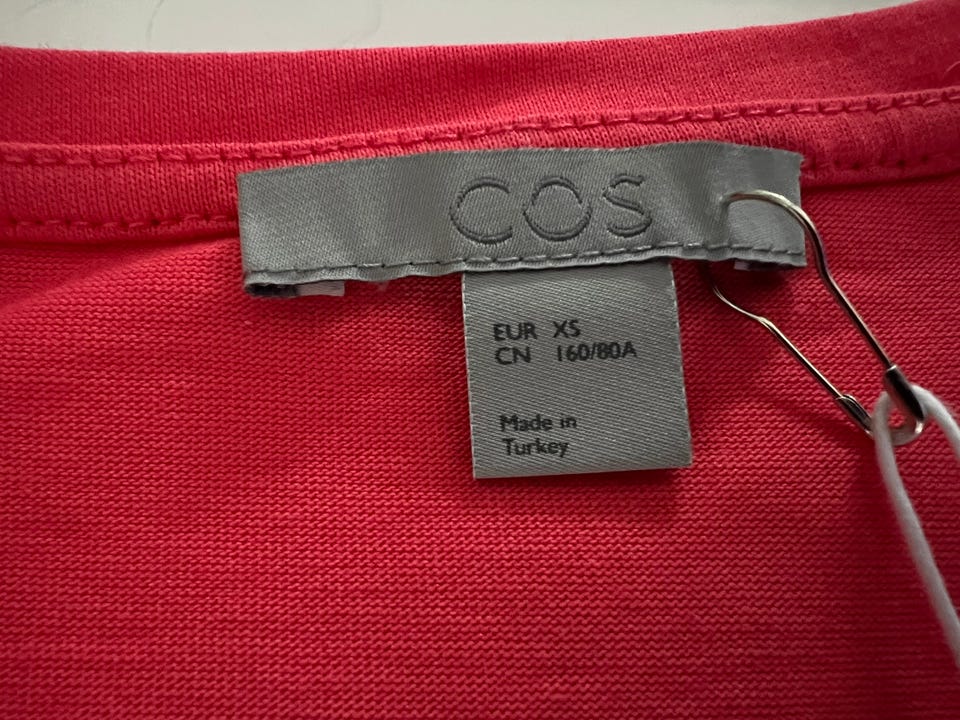 COS
EUR XS
CN 160/80A
Made in
Turkey